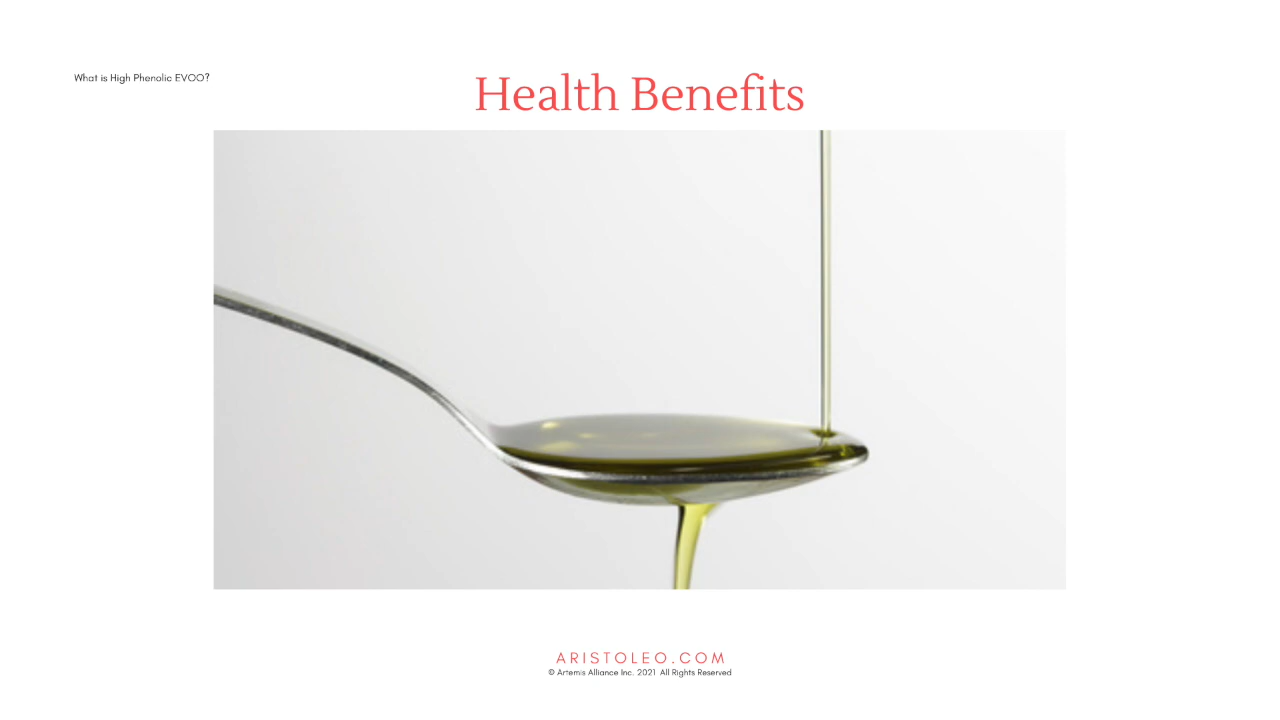 What is High Phenolic EVOO?
Health Benefits
ARISTOLEO.COM
© Artemis Alliance Inc. 2021 All Rights Reserved